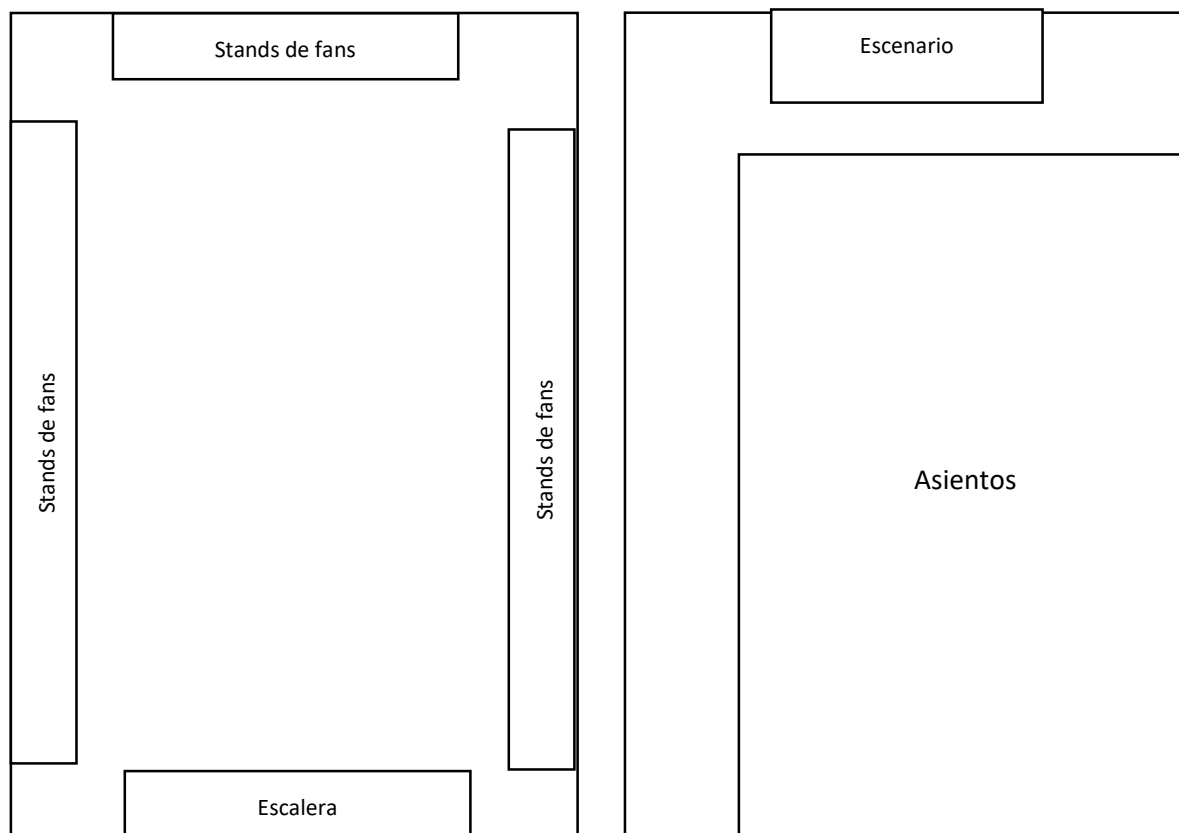 Stands de fans
Escenario
Stands de fans
Stands de fans
Asientos
Escalera